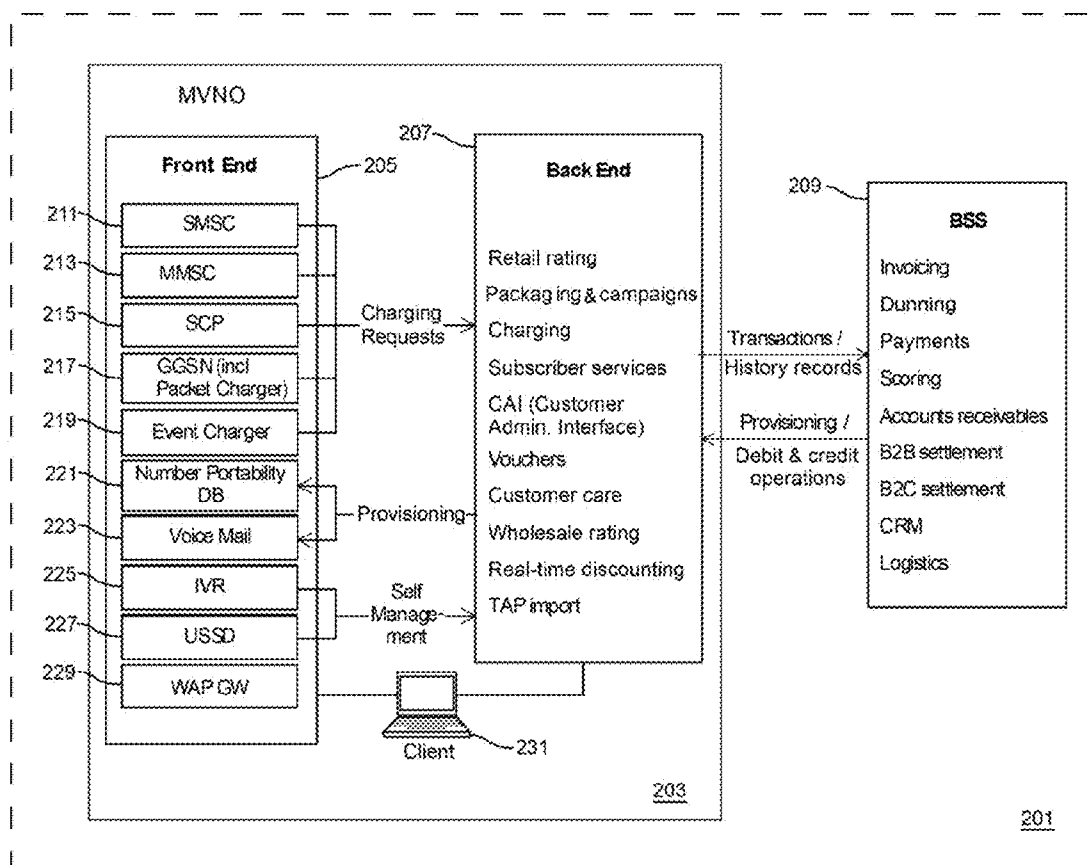 MVNO
Front End
205
211
SMSC
213
MMSC
215
SCP
217
GGSN (incl
Packet Charger)
219
Event Charger
221
Number Portability
DB
223
Voice Mail
225
IVR
227
USSD
229
WAP GW
Charging
Requests
Provisioning
Self
Manage
ment
Client
231
207
Back End
Retail rating
Packaging & campaigns
Charging
Subscriber services
CAI (Customer
Admin. Interface)
Vouchers
Customer care
Wholesale rating
Real-time discounting
TAP import
Transactions /
History records
Provisioning /
Debit & credit
operations
209
BSS
Invoicing
Dunning
Payments
Scoring
Accounts receivables
B2B settlement
B2C settlement
CRM
Logistics
203
201